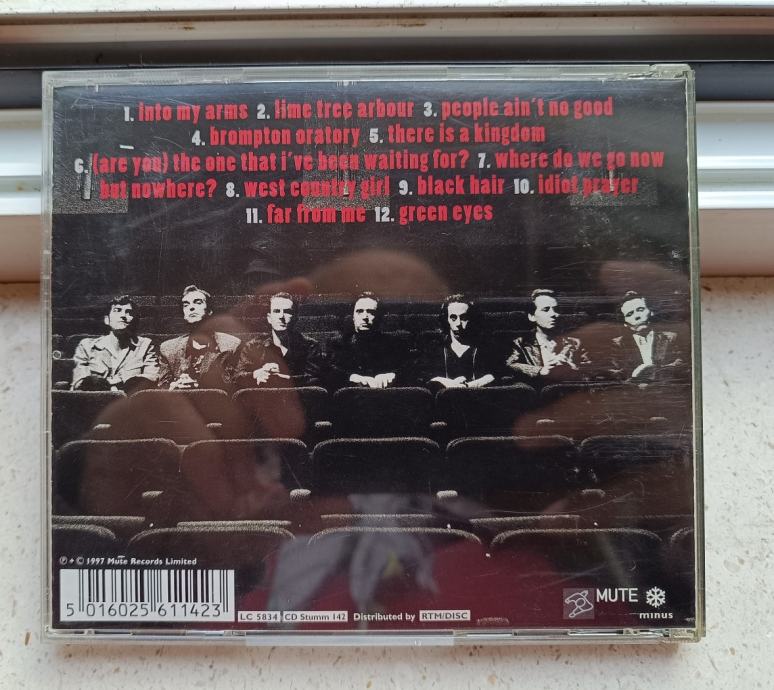 1. into my arms 2. lime tree arbour 3. people ain't no good
4. brompton oratory 5. there is a kingdom
6. (are you) the one that i've been waiting for? 7. where do we go now
but nowhere? 8. west country girl 9. black hair 10. idiot prayer
11. far from me 12. green eyes
℗ + © 1997 Mute Records Limited
5 016025 611423
LC 5834 CD Stumm 142 Distributed by RTM/DISC
MUTE
minus